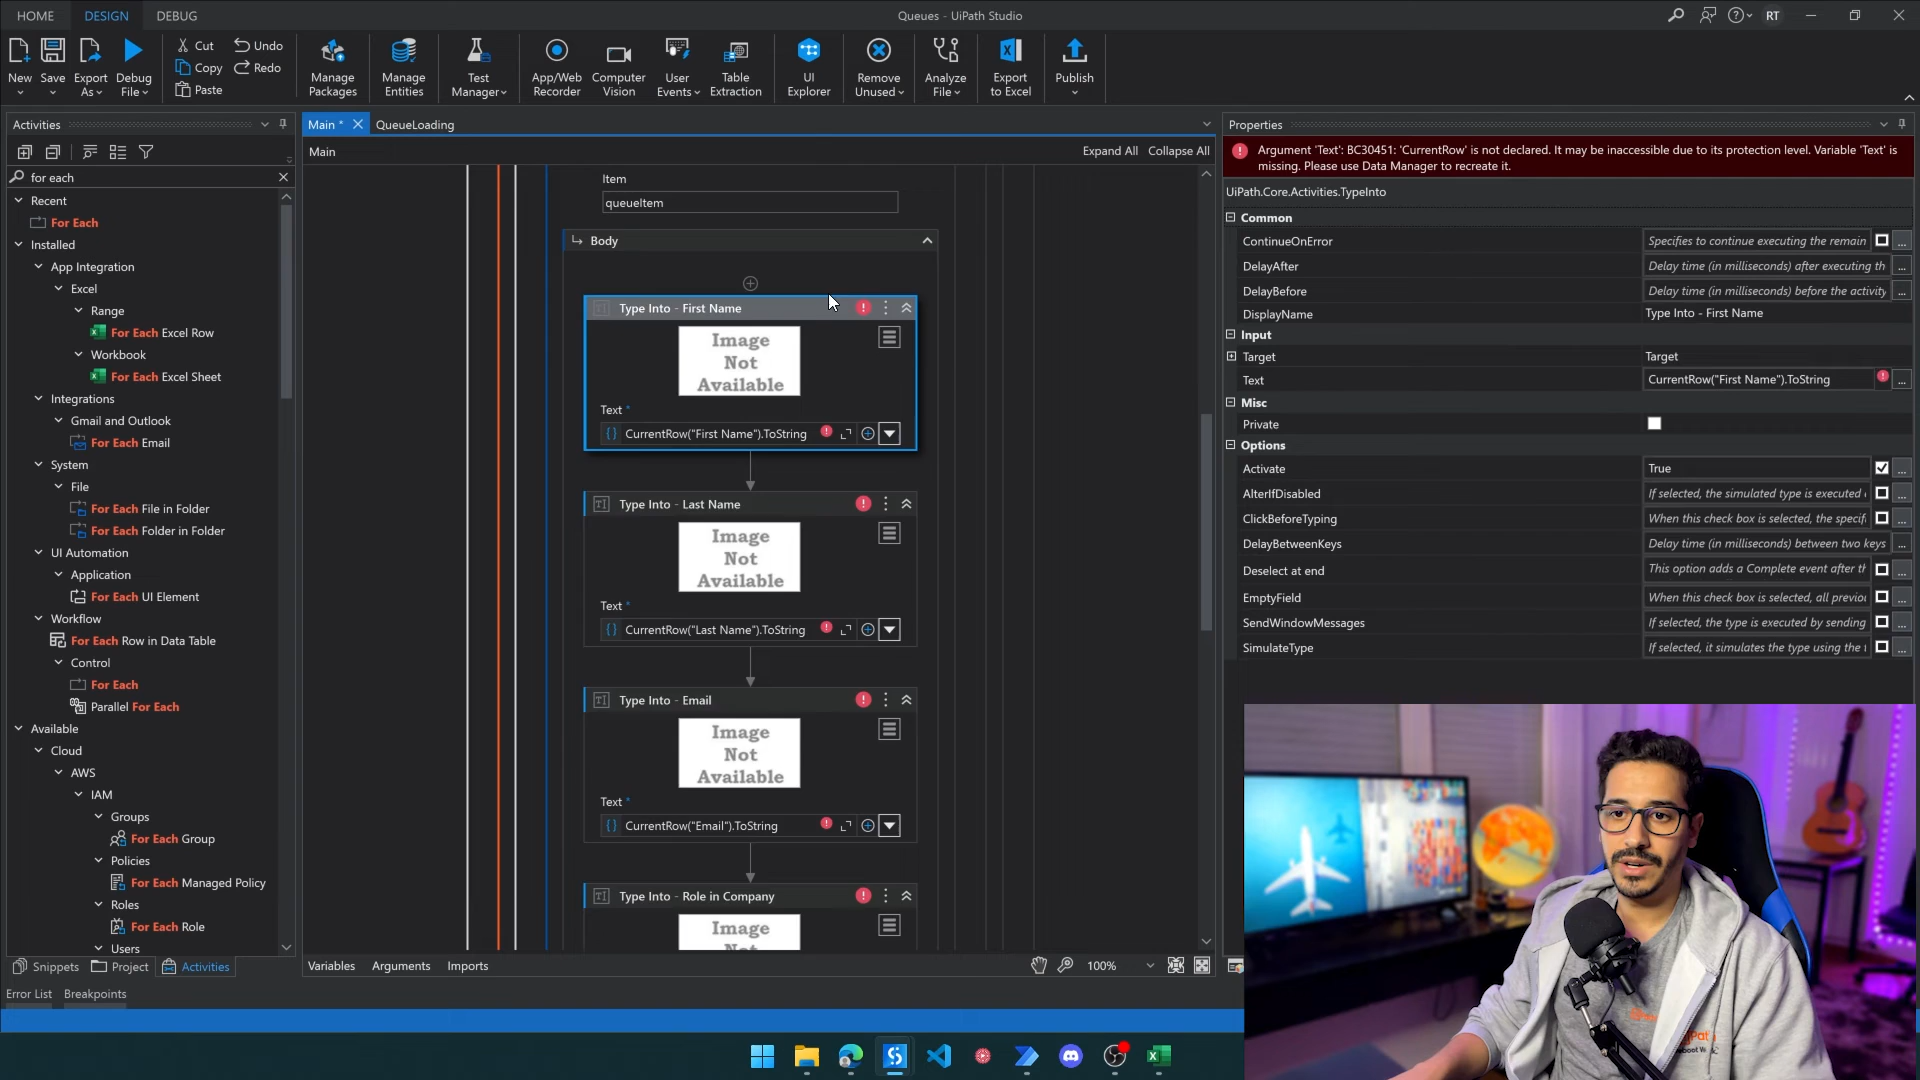 HOME DESIGN DEBUG
Queues - UiPath Studio
RT
New Save Export As Debug File
Cut Copy Paste
Undo Redo
Manage Packages
Manage Entities
Test Manager
App/Web Recorder
Computer Vision
User Events
Table Extraction
UI Explorer
Remove Unused
Analyze File
Export to Excel
Publish
Activities
for each
Recent
For Each
Installed
App Integration
Excel
Range
For Each Excel Row
Workbook
For Each Excel Sheet
Integrations
Gmail and Outlook
For Each Email
System
File
For Each File in Folder
For Each Folder in Folder
UI Automation
Application
For Each UI Element
Workflow
For Each Row in Data Table
Control
For Each
Parallel For Each
Available
Cloud
AWS
IAM
Groups
For Each Group
Policies
For Each Managed Policy
Roles
For Each Role
Users
Snippets Project Activities
Error List Breakpoints
Main * QueueLoading
Main
Expand All Collapse All
Item
queueItem
Body
Type Into - First Name
Image
Not
Available
Text *
CurrentRow("First Name").ToString
Type Into - Last Name
Image
Not
Available
Text *
CurrentRow("Last Name").ToString
Type Into - Email
Image
Not
Available
Text *
CurrentRow("Email").ToString
Type Into - Role in Company
Image
Variables Arguments Imports
100%
Properties
Argument 'Text': BC30451: 'CurrentRow' is not declared. It may be inaccessible due to its protection level. Variable 'Text' is
missing. Please use Data Manager to recreate it.
UiPath.Core.Activities.TypeInto
Common
ContinueOnError Specifies to continue executing the remain
DelayAfter Delay time (in milliseconds) after executing th
DelayBefore Delay time (in milliseconds) before the activity
DisplayName Type Into - First Name
Input
Target Target
Text CurrentRow("First Name").ToString
Misc
Private
Options
Activate True
AlterIfDisabled If selected, the simulated type is executed
ClickBeforeTyping When this check box is selected, the specifi
DelayBetweenKeys Delay time (in milliseconds) between two keys
Deselect at end This option adds a Complete event after th
EmptyField When this check box is selected, all previou
SendWindowMessages If selected, the type is executed by sending
SimulateType If selected, it simulates the type using the